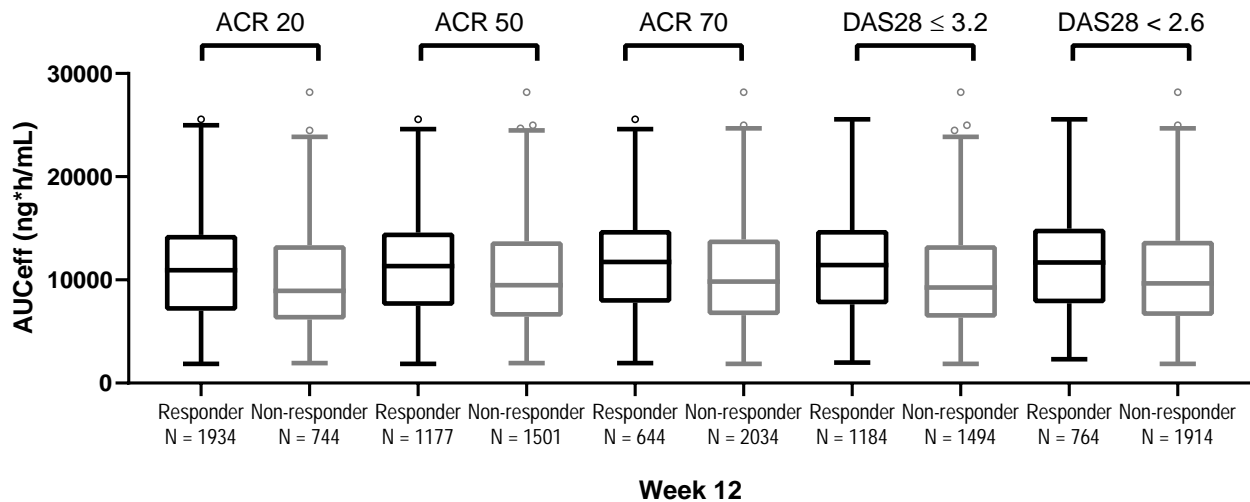 ACR 20 ACR 50 ACR 70 DAS28 ≤ 3.2 DAS28 < 2.6
AUCeff (ng*h/mL)
30000
20000
10000
0
Responder Non-responder Responder Non-responder Responder Non-responder Responder Non-responder Responder Non-responder
N = 1934 N = 744 N = 1177 N = 1501 N = 644 N = 2034 N = 1184 N = 1494 N = 764 N = 1914
Week 12